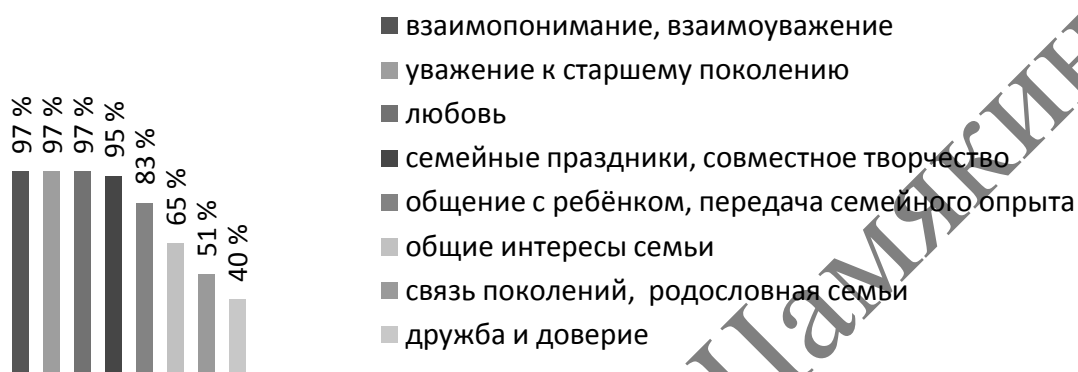 97 %
97 %
97 %
95 %
83 %
65 %
51 %
40 %
взаимопонимание, взаимоуважение
уважение к старшему поколению
любовь
семейные праздники, совместное творчество
общение с ребёнком, передача семейного опрыта
общие интересы семьи
связь поколений, родословная семьи
дружба и доверие